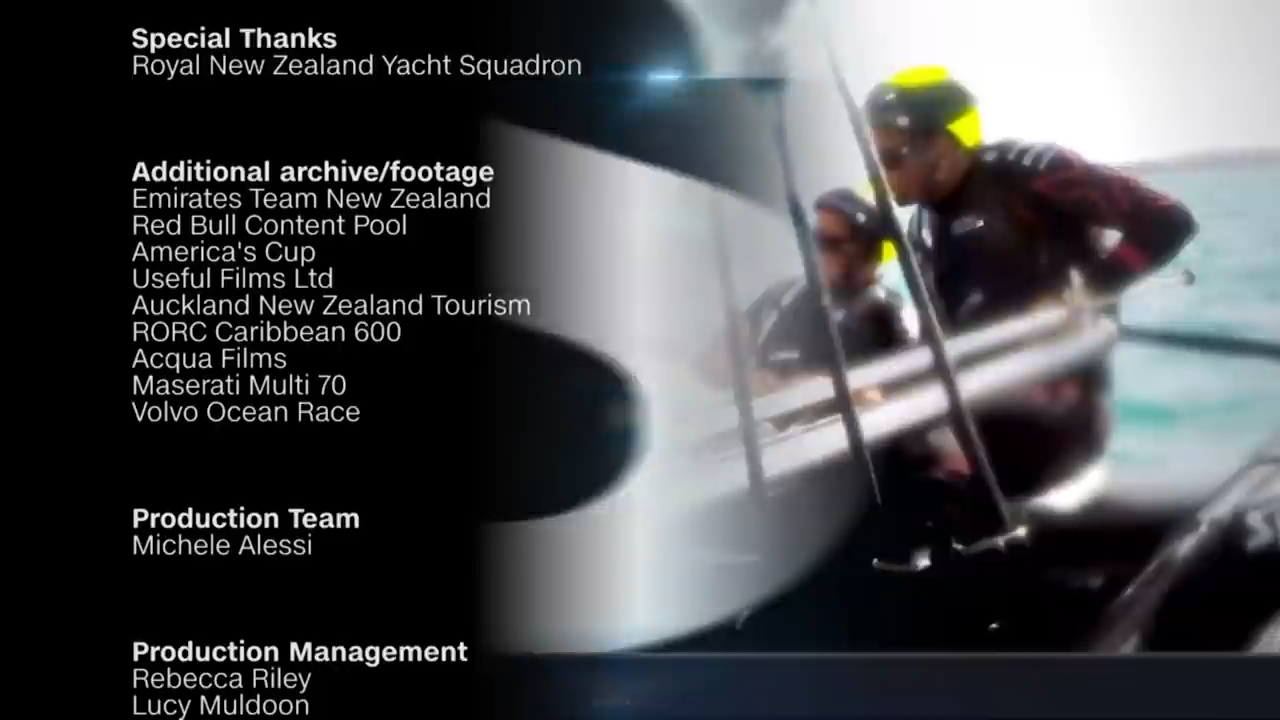 Special Thanks
Royal New Zealand Yacht Squadron
Additional archive/footage
Emirates Team New Zealand
Red Bull Content Pool
America's Cup
Useful Films Ltd
Auckland New Zealand Tourism
RORC Caribbean 600
Acqua Films
Maserati Multi 70
Volvo Ocean Race
Production Team
Michele Alessi
Production Management
Rebecca Riley
Lucy Muldoon